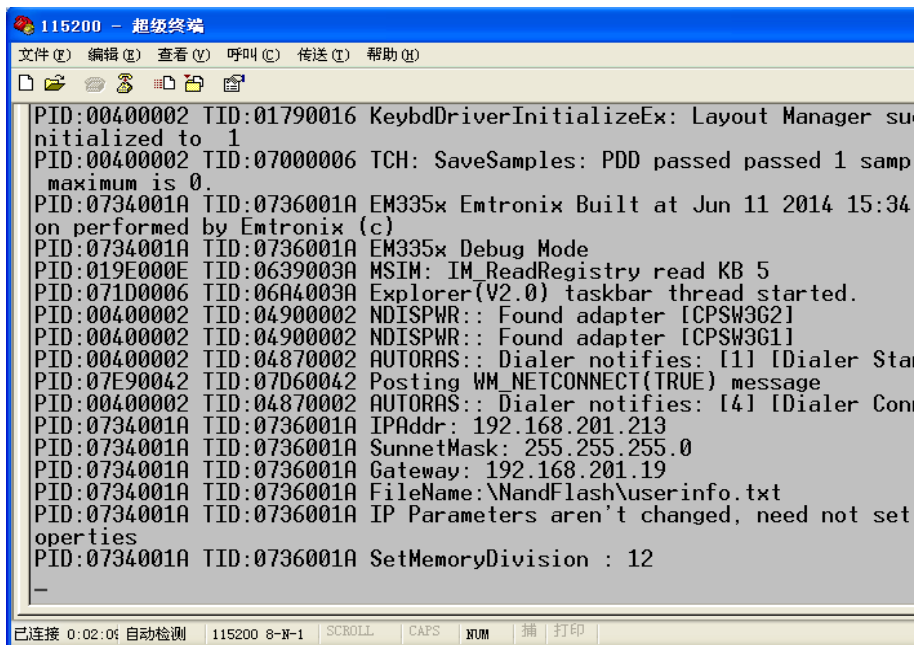 115200 - 超级终端
文件(F) 编辑(E) 查看(V) 呼叫(C) 传送(T) 帮助(H)
PID:00400002 TID:01790016 KeybdDriverInitializeEx: Layout Manager suc
nitialized to 1
PID:00400002 TID:07000006 TCH: SaveSamples: PDD passed passed 1 samp
maximum is 0.
PID:0734001A TID:0736001A EM335x Emtronix Built at Jun 11 2014 15:34
on performed by Emtronix (c)
PID:0734001A TID:0736001A EM335x Debug Mode
PID:019E000E TID:0639003A MSIM: IM_ReadRegistry read KB 5
PID:071D0006 TID:06A4003A Explorer(V2.0) taskbar thread started.
PID:00400002 TID:04900002 NDISPWR:: Found adapter [CPSW3G2]
PID:00400002 TID:04900002 NDISPWR:: Found adapter [CPSW3G1]
PID:00400002 TID:04870002 AUTORAS:: Dialer notifies: [1] [Dialer Star
PID:07E90042 TID:07D60042 Posting WM_NETCONNECT(TRUE) message
PID:00400002 TID:04870002 AUTORAS:: Dialer notifies: [4] [Dialer Conn
PID:0734001A TID:0736001A IPAddr: 192.168.201.213
PID:0734001A TID:0736001A SunnetMask: 255.255.255.0
PID:0734001A TID:0736001A Gateway: 192.168.201.19
PID:0734001A TID:0736001A FileName:\NandFlash\userinfo.txt
PID:0734001A TID:0736001A IP Parameters aren't changed, need not set
operties
PID:0734001A TID:0736001A SetMemoryDivision : 12
_
已连接 0:02:09 自动检测 115200 8-N-1 SCROLL CAPS NUM 捕 打印